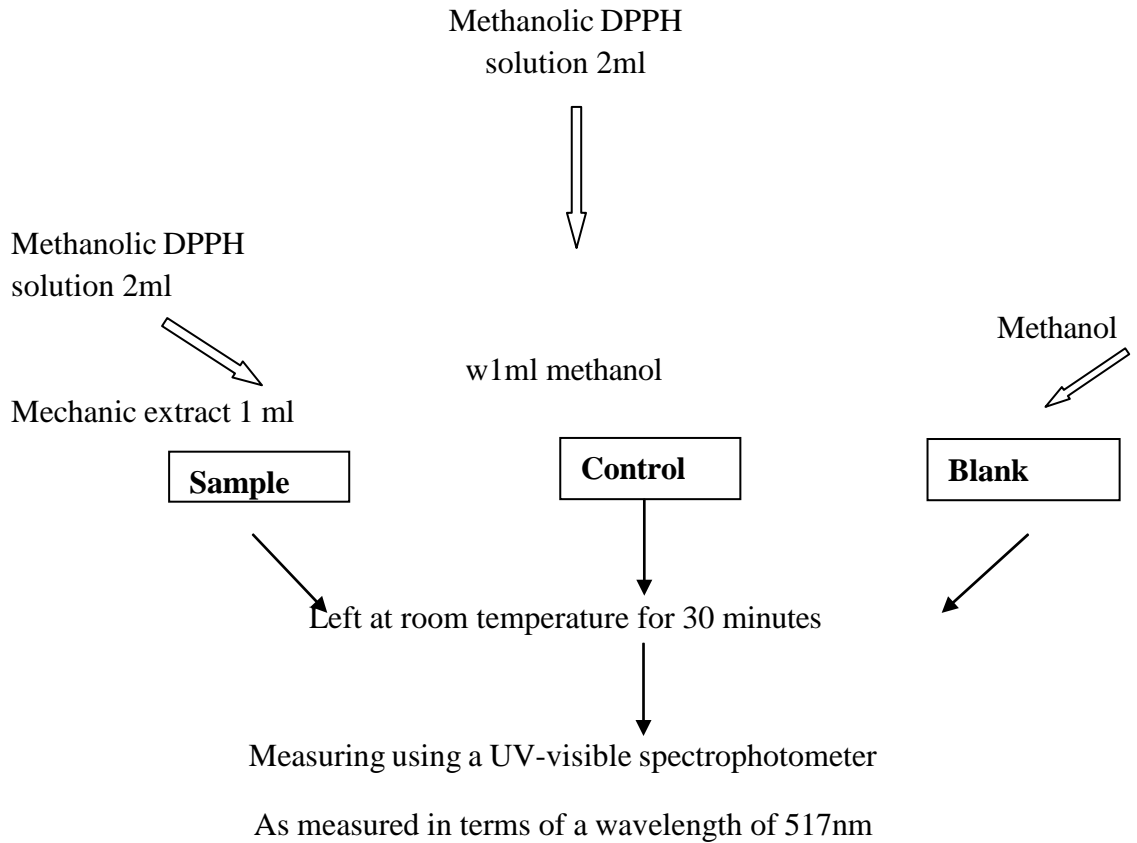 Methanolic DPPH
solution 2ml
Methanolic DPPH
solution 2ml
Methanol
w1ml methanol
Mechanic extract 1 ml
Sample
Control
Blank
Left at room temperature for 30 minutes
Measuring using a UV-visible spectrophotometer
As measured in terms of a wavelength of 517nm